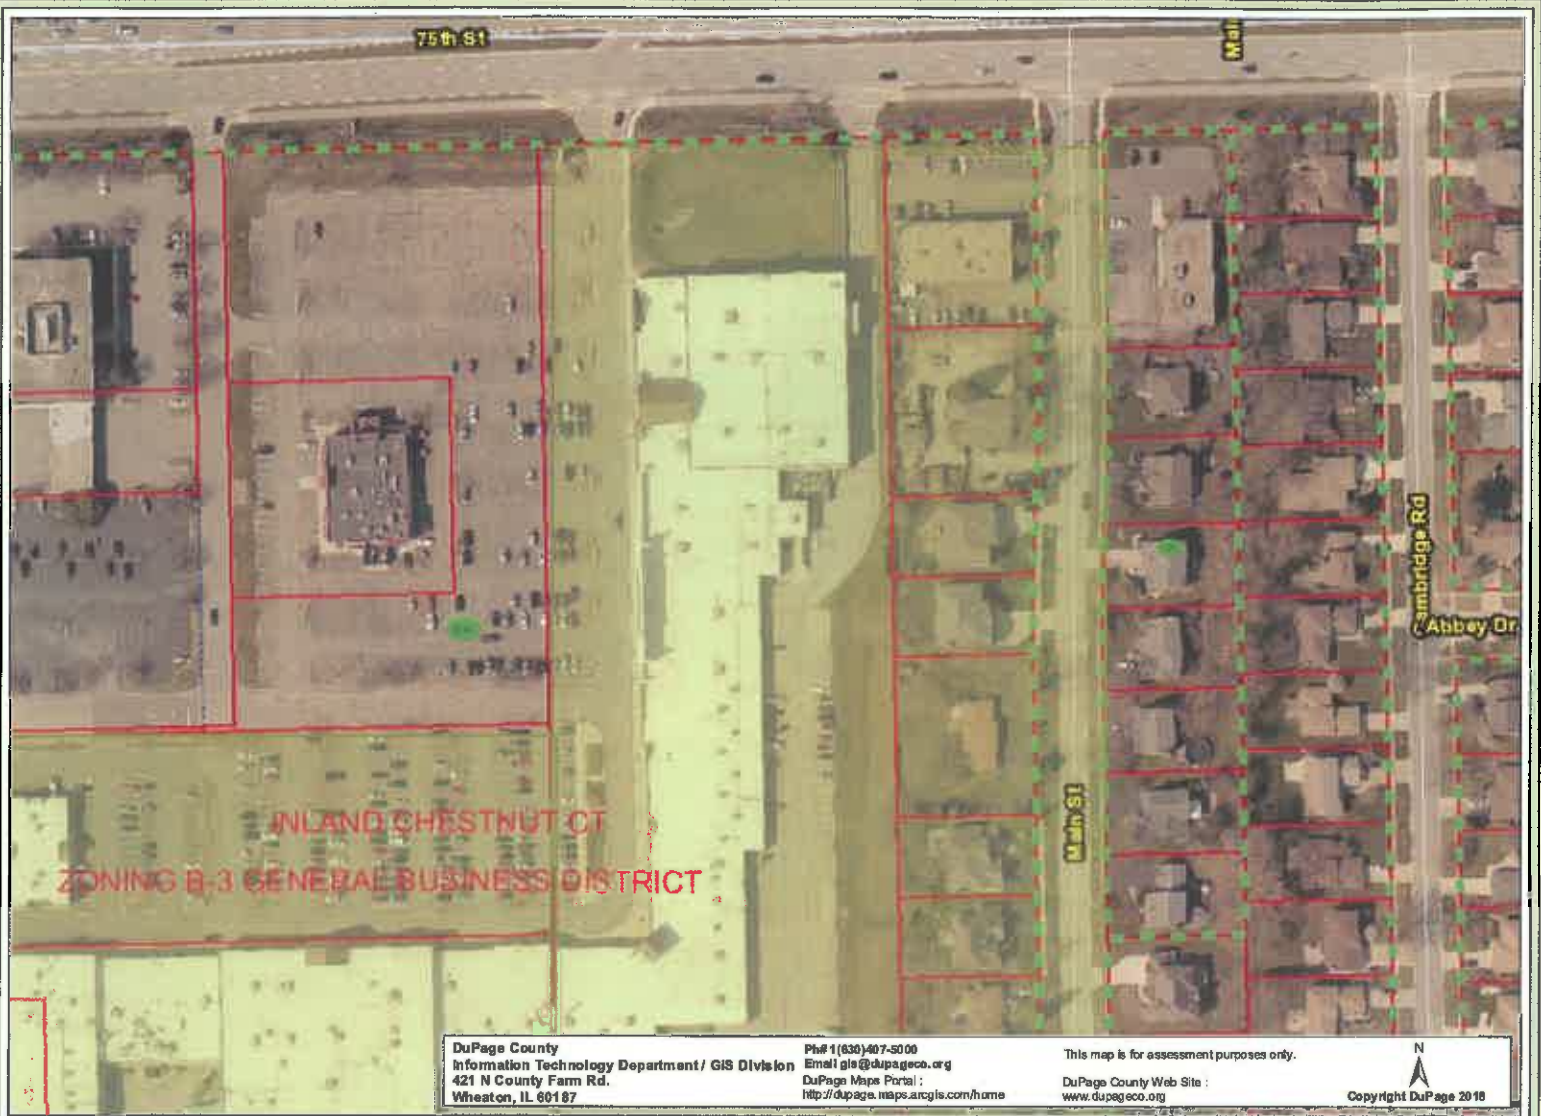 75th St
Main
Cambridge Rd
Abbey Dr
Main St
INLAND CHESTNUT CT
ZONING B-3 GENERAL BUSINESS DISTRICT
DuPage County
Information Technology Department / GIS Division
421 N County Farm Rd.
Wheaton, IL 60187
Ph# 1(630)407-5000
Email gis@dupageco.org
DuPage Maps Portal :
http://dupage.maps.arcgis.com/home
This map is for assessment purposes only.
DuPage County Web Site :
www.dupageco.org
N
Copyright DuPage 2018